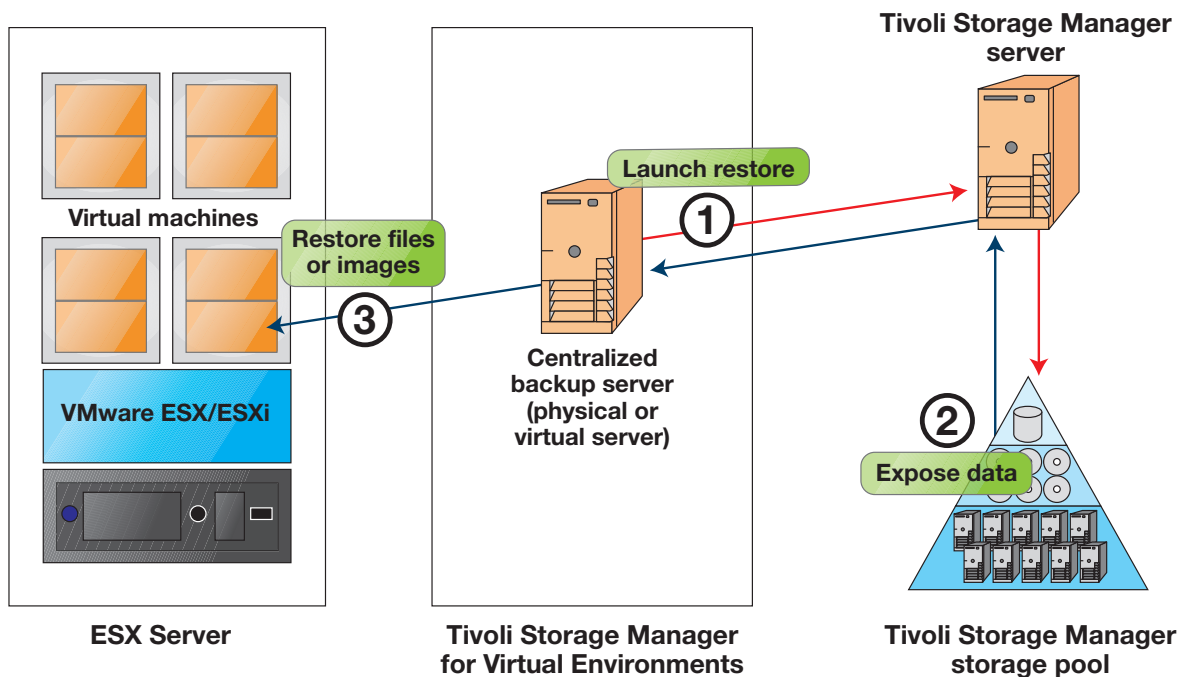 Tivoli Storage Manager
server
Launch restore
1
Virtual machines
Restore files
or images
3
Centralized
backup server
(physical or
virtual server)
VMware ESX/ESXi
2
Expose data
ESX Server
Tivoli Storage Manager
for Virtual Environments
Tivoli Storage Manager
storage pool